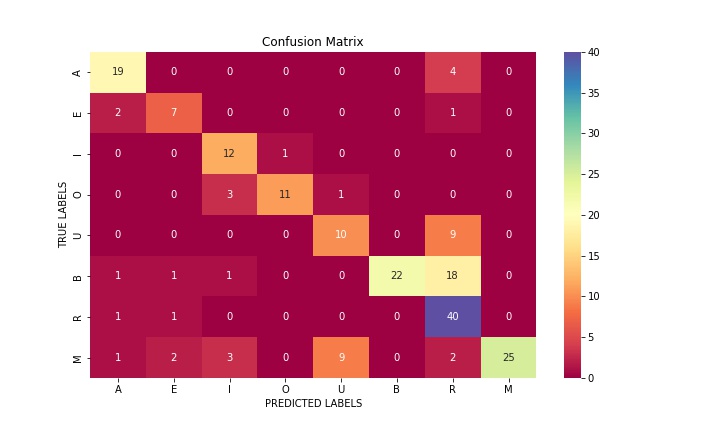 Confusion Matrix
TRUE LABELS
A 19 0 0 0 0 0 4 0
E 2 7 0 0 0 0 1 0
I 0 0 12 1 0 0 0 0
O 0 0 3 11 1 0 0 0
U 0 0 0 0 10 0 9 0
B 1 1 1 0 0 22 18 0
R 1 1 0 0 0 0 40 0
M 1 2 3 0 9 0 2 25
A E I O U B R M
PREDICTED LABELS
40
35
30
25
20
15
10
5
0